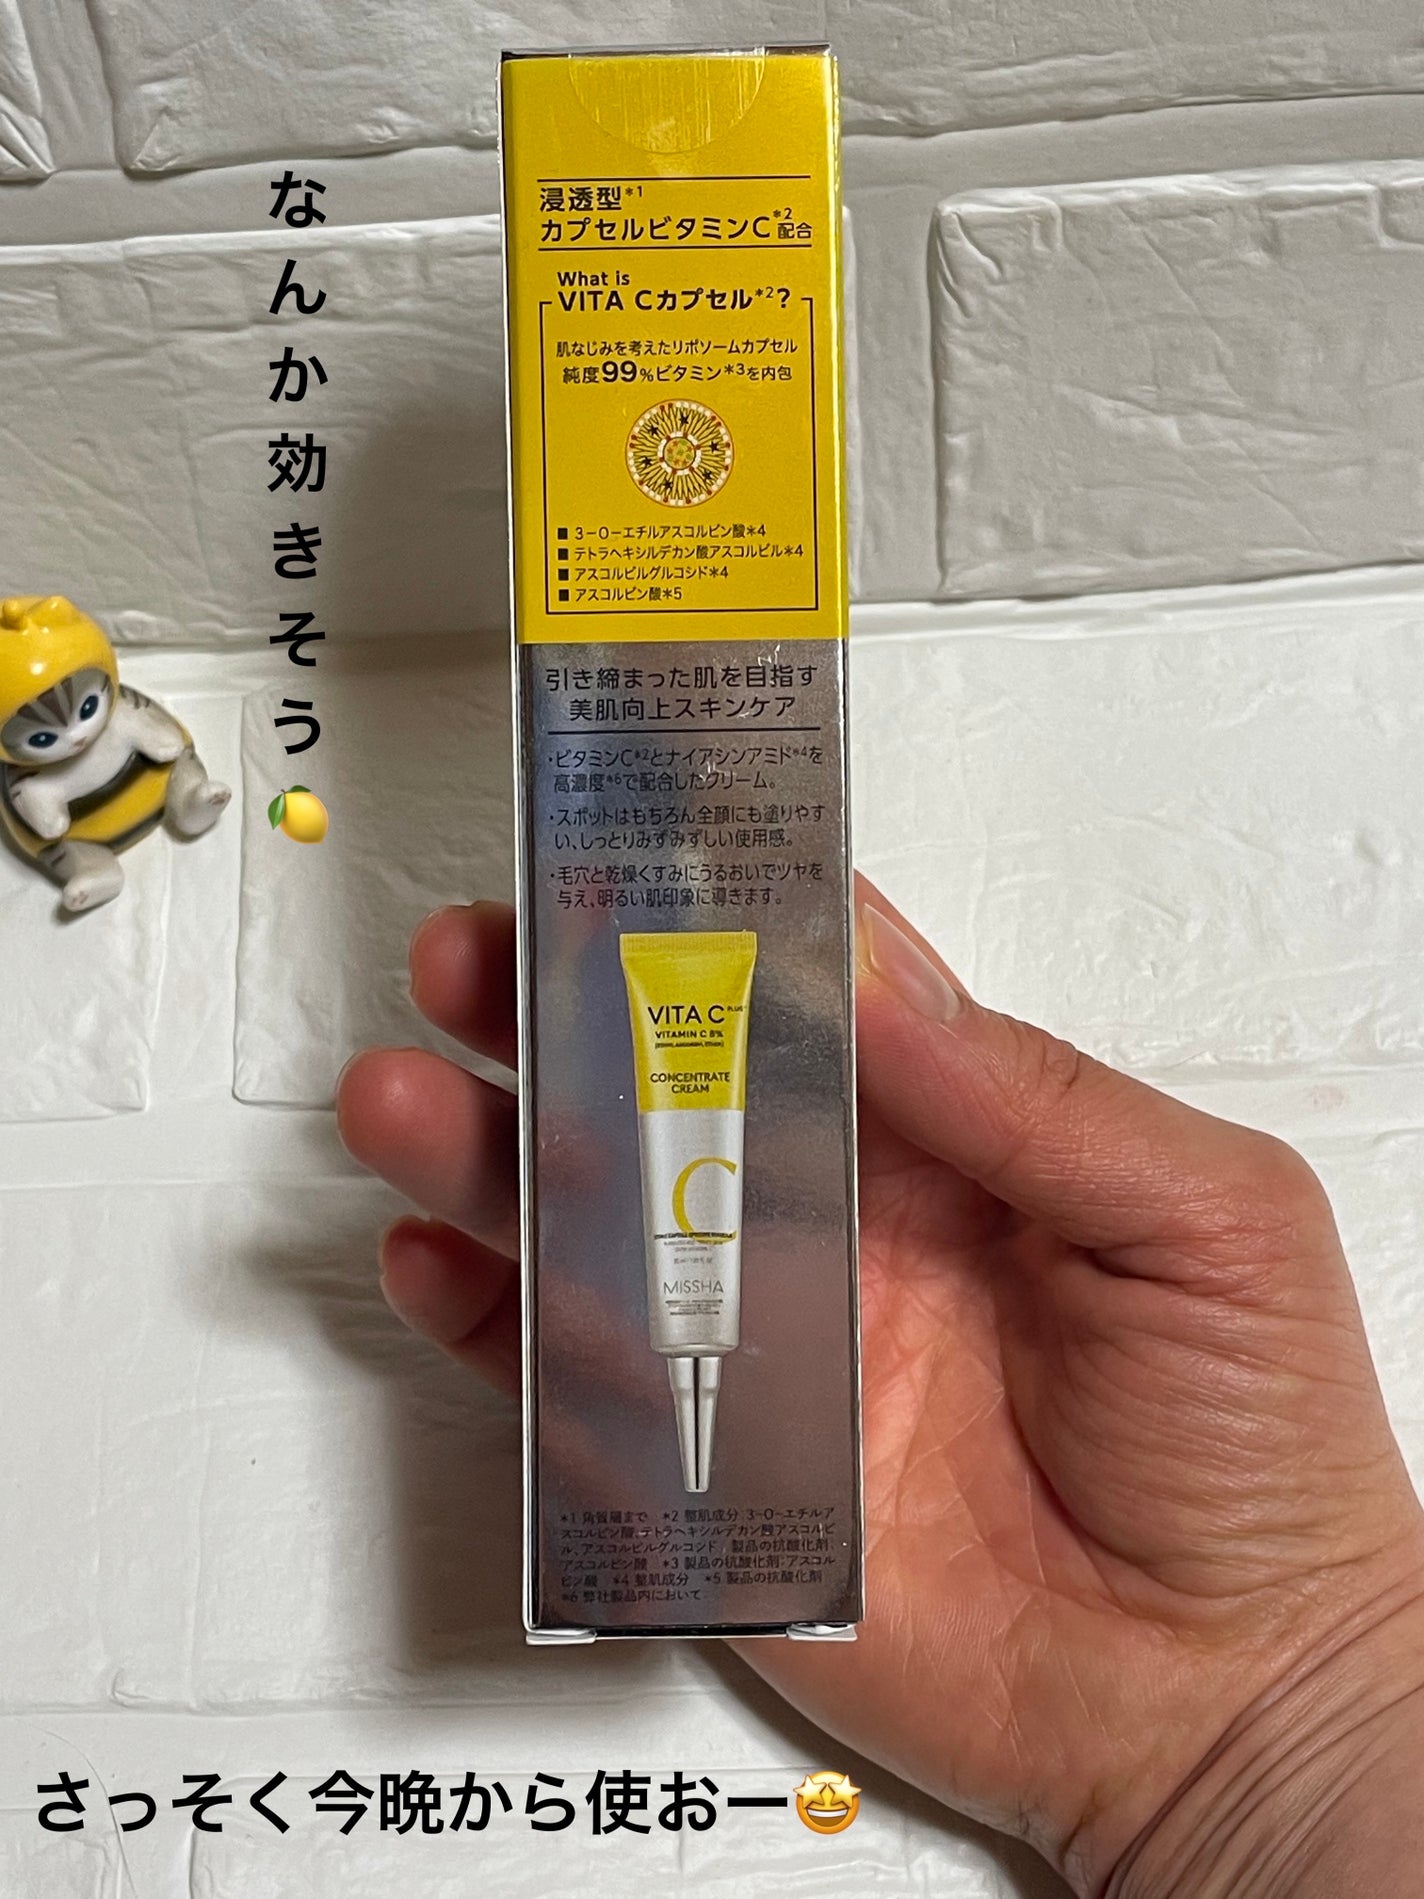 なんか効きそう🍋
浸透型*1
カプセルビタミンC*2配合
What is
VITA Cカプセル*2?
肌なじみを考えたリポソームカプセル
純度99%ビタミン*3を内包
■ 3-O-エチルアスコルビン酸*4
■ テトラヘキシルデカン酸アスコルビル*4
■ アスコルビルグルコシド*4
■ アスコルビン酸*5
引き締まった肌を目指す
美肌向上スキンケア
・ビタミンC*2とナイアシンアミド*4を
高濃度*6で配合したクリーム。
・スポットはもちろん全顔にも塗りやす
い、しっとりみずみずしい使用感。
・毛穴と乾燥くすみにうるおいでツヤを
与え、明るい肌印象に導きます。
VITA C PLUS
VITAMIN C 8%
CONCENTRATE
CREAM
C
MISSHA
*1 角質層まで *2 整肌成分:3-O-エチルア
スコルビン酸、テトラヘキシルデカン酸アスコルビ
ル、アスコルビルグルコシド、製品の抗酸化剤:
アスコルビン酸 *3 製品の抗酸化剤:アスコル
ビン酸 *4 整肌成分 *5 製品の抗酸化剤
*6 弊社製品内において
さっそく今晩から使おー🤩